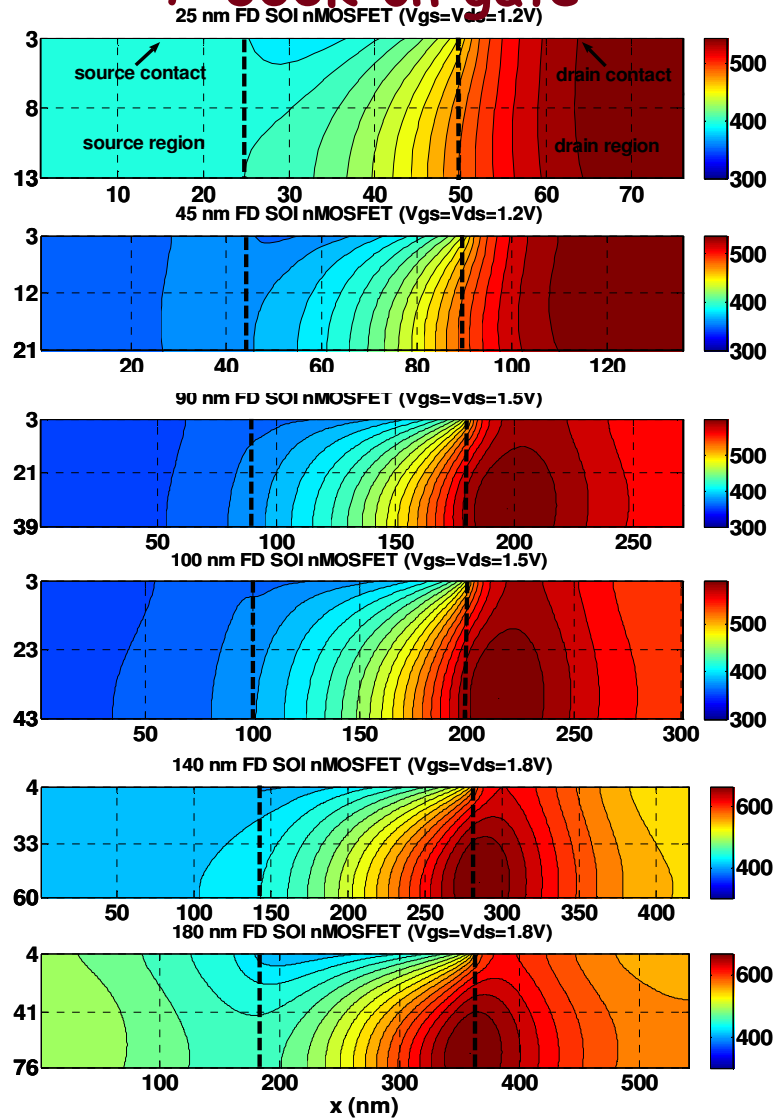 25 nm FD SOI nMOSFET (Vgs=Vds=1.2V)
3
source contact
drain contact
500
8
400
source region
drain region
13
300
10 20 30 40 50 60 70
45 nm FD SOI nMOSFET (Vgs=Vds=1.2V)
3
500
12
400
21
300
20 40 60 80 100 120
90 nm FD SOI nMOSFET (Vgs=Vds=1.5V)
3
500
21
400
39
300
50 100 150 200 250
100 nm FD SOI nMOSFET (Vgs=Vds=1.5V)
3
500
23
400
43
300
50 100 150 200 250 300
140 nm FD SOI nMOSFET (Vgs=Vds=1.8V)
4
600
33
400
60
50 100 150 200 250 300 350 400
180 nm FD SOI nMOSFET (Vgs=Vds=1.8V)
4
600
41
400
76
100 200 300 400 500
x (nm)